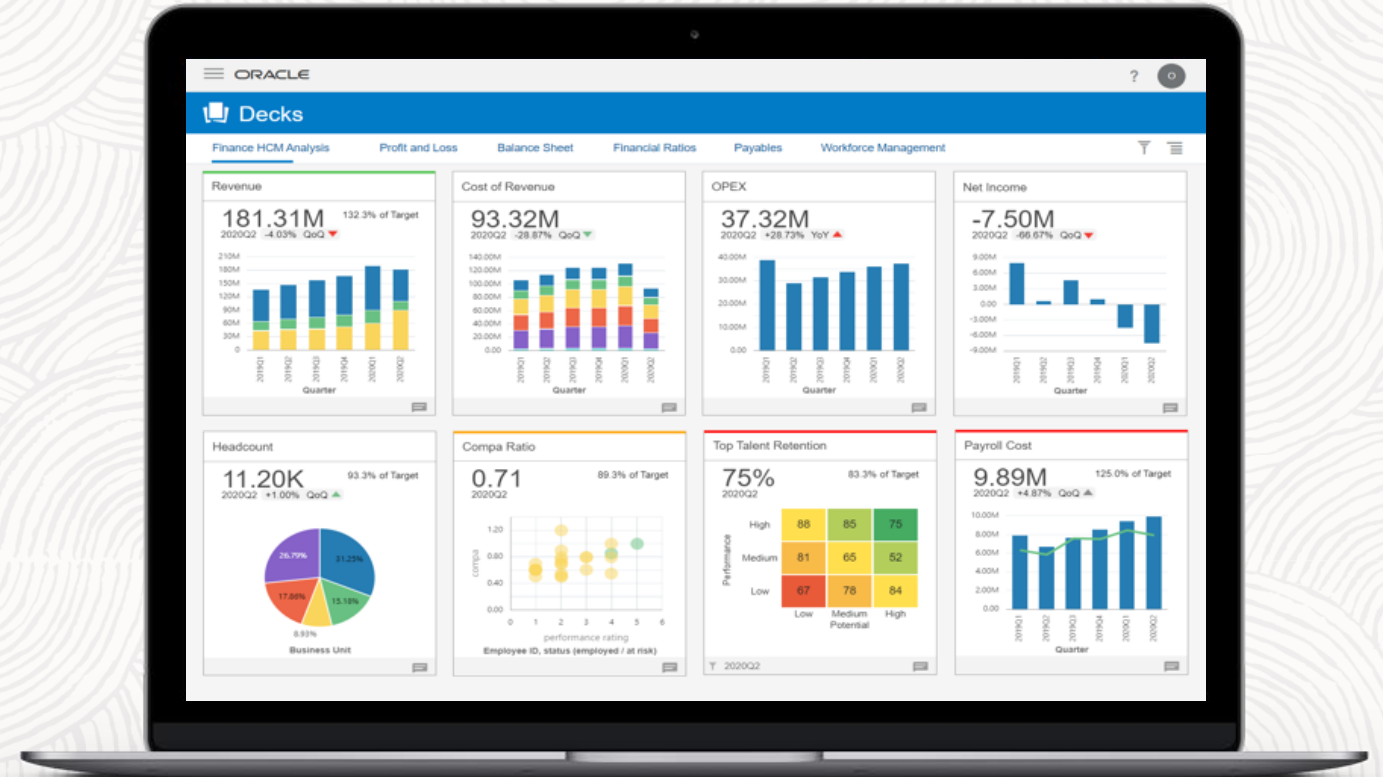 ORACLE
?
O
Decks
Finance HCM Analysis Profit and Loss Balance Sheet Financial Ratios Payables Workforce Management
Revenue
181.31M 132.3% of Target
2020Q2 -4.03% QoQ
210M
180M
150M
120M
90M
60M
30M
0
2019Q1 2019Q2 2019Q3 2019Q4 2020Q1 2020Q2
Quarter
Cost of Revenue
93.32M
2020Q2 -28.87% QoQ
140.00M
120.00M
100.00M
80.00M
60.00M
40.00M
20.00M
0.00
2019Q1 2019Q2 2019Q3 2019Q4 2020Q1 2020Q2
Quarter
OPEX
37.32M
2020Q2 +28.73% YoY
40.00M
30.00M
20.00M
10.00M
0.00
2019Q1 2019Q2 2019Q3 2019Q4 2020Q1 2020Q2
Quarter
Net Income
-7.50M
2020Q2 -66.67% QoQ
9.00M
6.00M
3.00M
0.00
-3.00M
-6.00M
-9.00M
2019Q1 2019Q2 2019Q3 2019Q4 2020Q1 2020Q2
Quarter
Headcount
11.20K 93.3% of Target
2020Q2 +1.00% QoQ
26.79%
31.25%
17.86%
15.18%
8.93%
Business Unit
Compa Ratio
0.71 89.3% of Target
2020Q2
1.20
0.80
0.40
0.00
compa
0 1 2 3 4 5 6
performance rating
Employee ID, status (employed / at risk)
Top Talent Retention
75% 83.3% of Target
2020Q2
Performance
High 88 85 75
Medium 81 65 52
Low 67 78 84
Low Medium High
Potential
2020Q2
Payroll Cost
9.89M 125.0% of Target
2020Q2 +4.87% QoQ
10.00M
8.00M
6.00M
4.00M
2.00M
0.00
2019Q1 2019Q2 2019Q3 2019Q4 2020Q1 2020Q2
Quarter